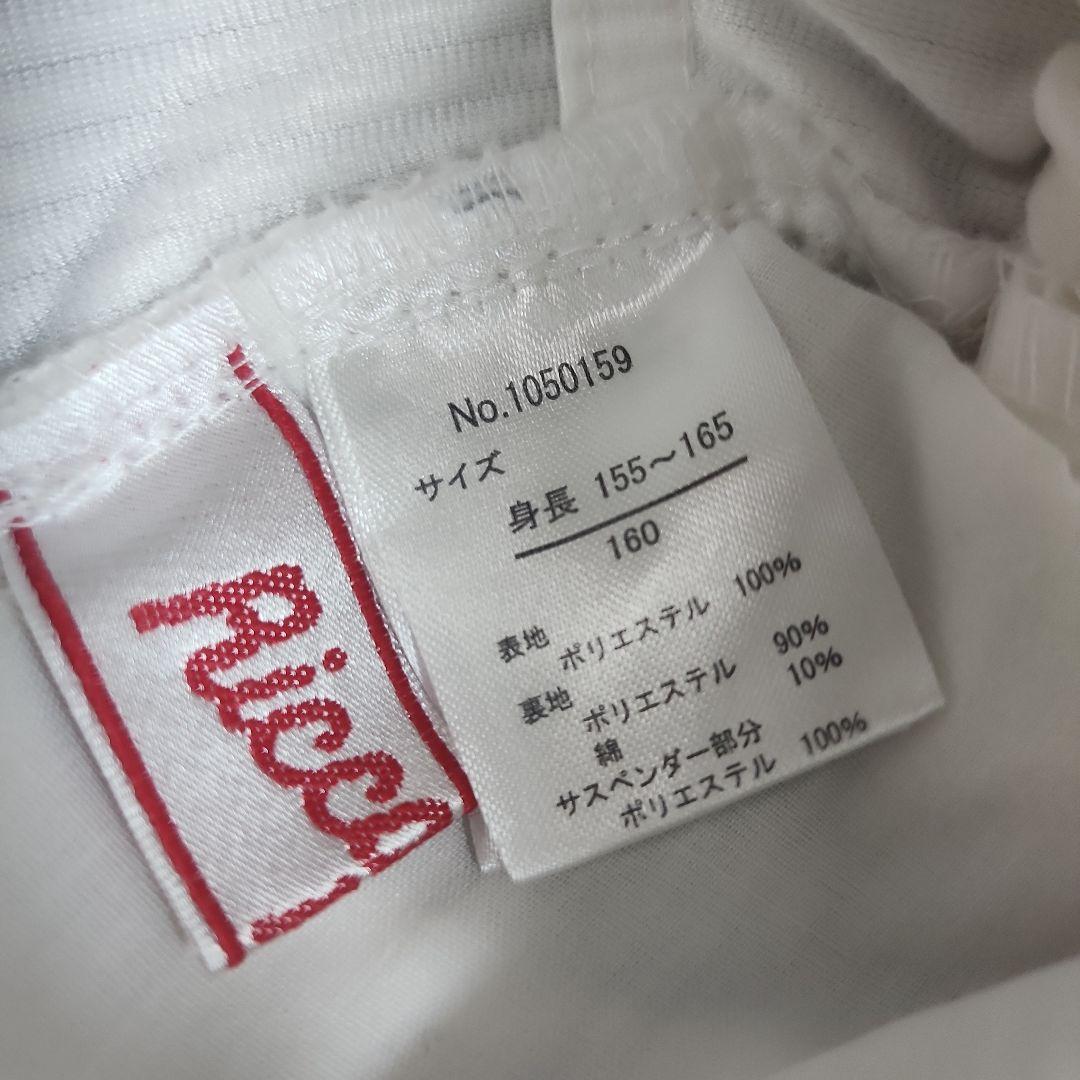 No.1050159
サイズ
身長 155～165
160
表地
ポリエステル 100%
裏地
ポリエステル 90%
綿 10%
サスペンダー部分
ポリエステル 100%